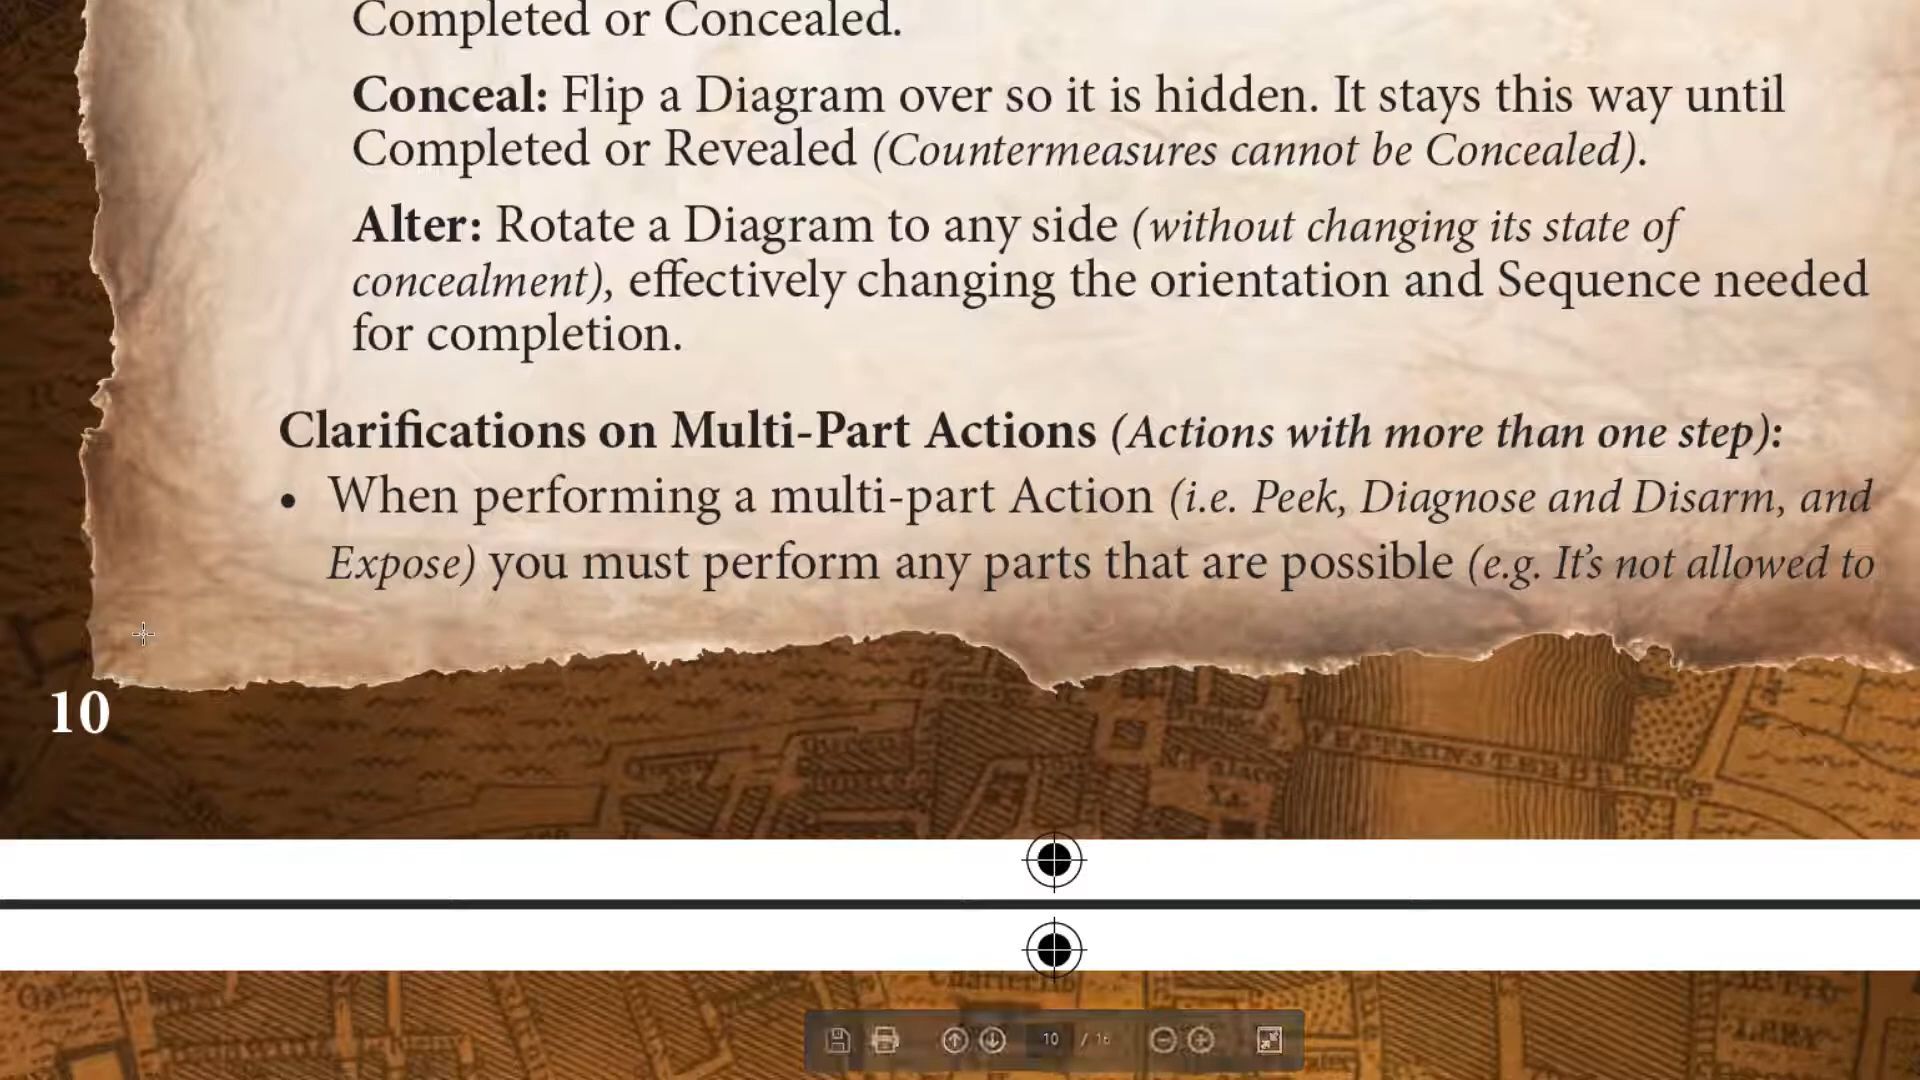 Completed or Concealed.
Conceal: Flip a Diagram over so it is hidden. It stays this way until
Completed or Revealed (Countermeasures cannot be Concealed).
Alter: Rotate a Diagram to any side (without changing its state of
concealment), effectively changing the orientation and Sequence needed
for completion.
Clarifications on Multi-Part Actions (Actions with more than one step):
• When performing a multi-part Action (i.e. Peek, Diagnose and Disarm, and
Expose) you must perform any parts that are possible (e.g. It's not allowed to
10
WESTMINSTER BRIDGE
10 / 16